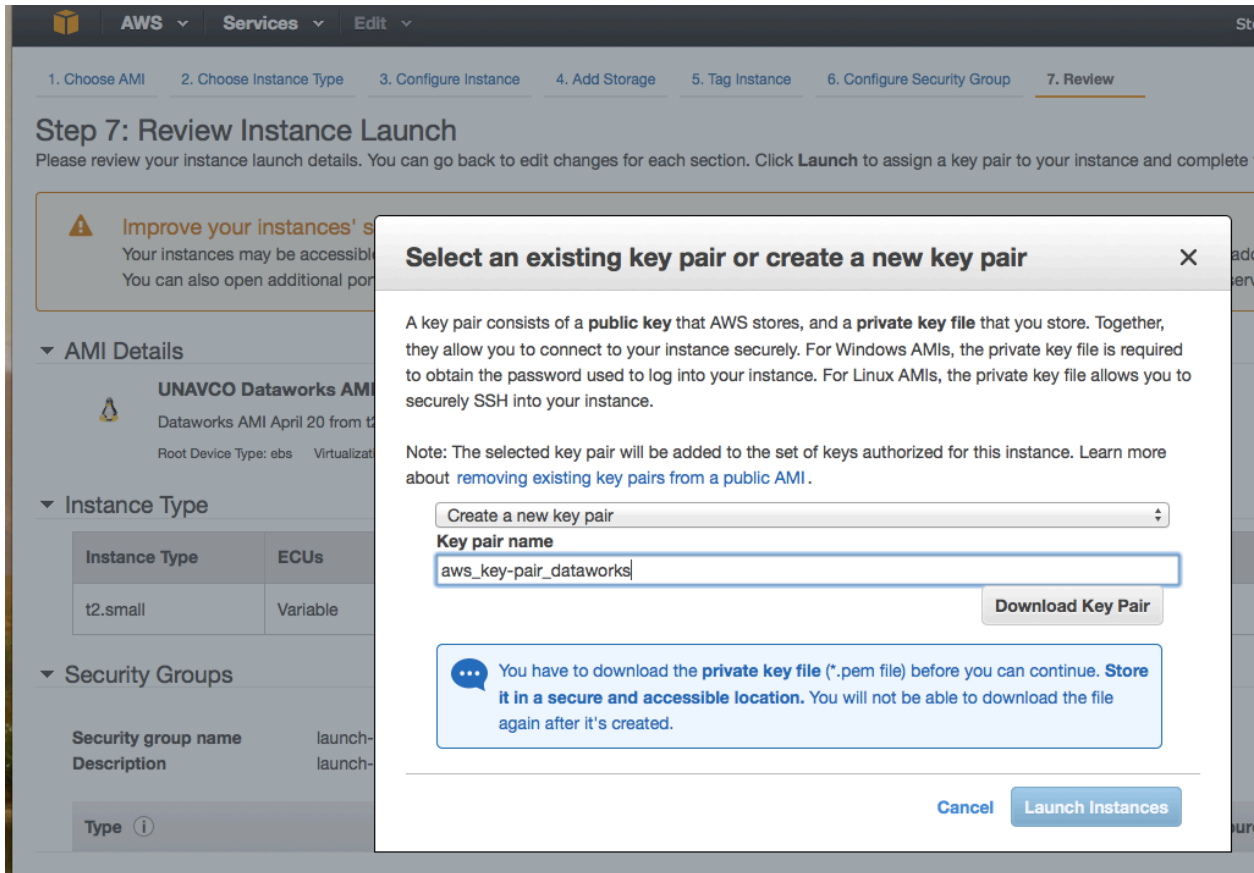 AWS Services Edit
1. Choose AMI 2. Choose Instance Type 3. Configure Instance 4. Add Storage 5. Tag Instance 6. Configure Security Group 7. Review
Step 7: Review Instance Launch
Please review your instance launch details. You can go back to edit changes for each section. Click Launch to assign a key pair to your instance and complete
Improve your instances' s
Your instances may be accessible
You can also open additional por
Select an existing key pair or create a new key pair
A key pair consists of a public key that AWS stores, and a private key file that you store. Together,
they allow you to connect to your instance securely. For Windows AMIs, the private key file is required
to obtain the password used to log into your instance. For Linux AMIs, the private key file allows you to
securely SSH into your instance.
Note: The selected key pair will be added to the set of keys authorized for this instance. Learn more
about removing existing key pairs from a public AMI.
Create a new key pair
Key pair name
aws_key-pair_dataworks
Download Key Pair
You have to download the private key file (*.pem file) before you can continue. Store
it in a secure and accessible location. You will not be able to download the file
again after it's created.
Cancel Launch Instances
AMI Details
UNAVCO Dataworks AMI
Dataworks AMI April 20 from t2
Root Device Type: ebs Virtualizati
Instance Type
Instance Type ECUs
t2.small Variable
Security Groups
Security group name launch-
Description launch-
Type